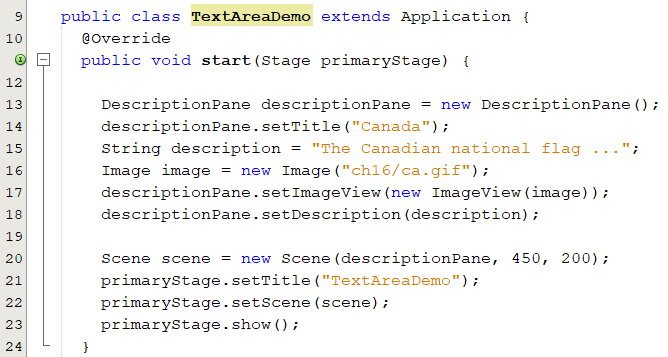 9 public class TextAreaDemo extends Application {
10 @Override
public void start(Stage primaryStage) {
12
13 DescriptionPane descriptionPane = new DescriptionPane();
14 descriptionPane.setTitle("Canada");
15 String description = "The Canadian national flag ...";
16 Image image = new Image("ch16/ca.gif");
17 descriptionPane.setImageView(new ImageView(image));
18 descriptionPane.setDescription(description);
19
20 Scene scene = new Scene(descriptionPane, 450, 200);
21 primaryStage.setTitle("TextAreaDemo");
22 primaryStage.setScene(scene);
23 primaryStage.show();
24 }